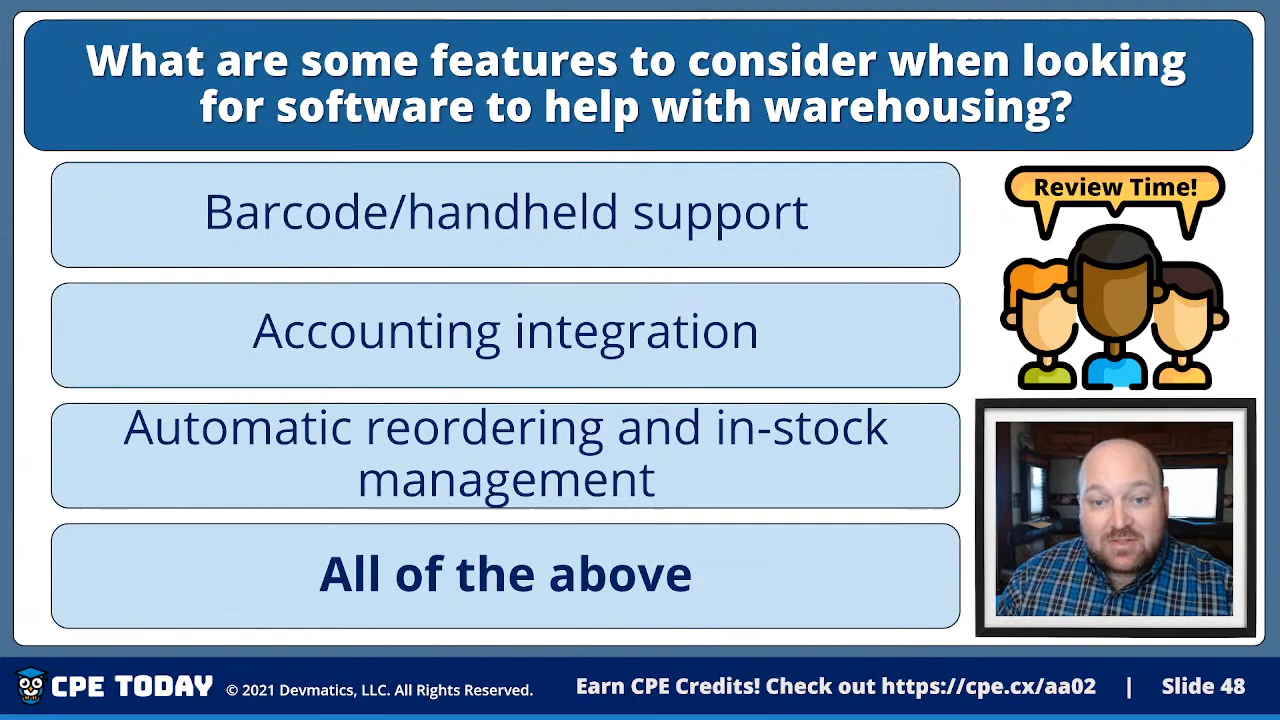 What are some features to consider when looking
for software to help with warehousing?
Barcode/handheld support
Review Time!
Accounting integration
Automatic reordering and in-stock
management
All of the above
CPE TODAY © 2021 Devmatics, LLC. All Rights Reserved. Earn CPE Credits! Check out https://cpe.cx/aa02 | Slide 48